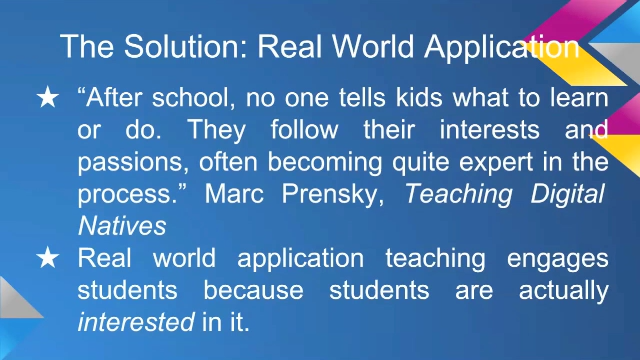 The Solution: Real World Application
★ “After school, no one tells kids what to learn
or do. They follow their interests and
passions, often becoming quite expert in the
process.” Marc Prensky, Teaching Digital
Natives
★ Real world application teaching engages
students because students are actually
interested in it.